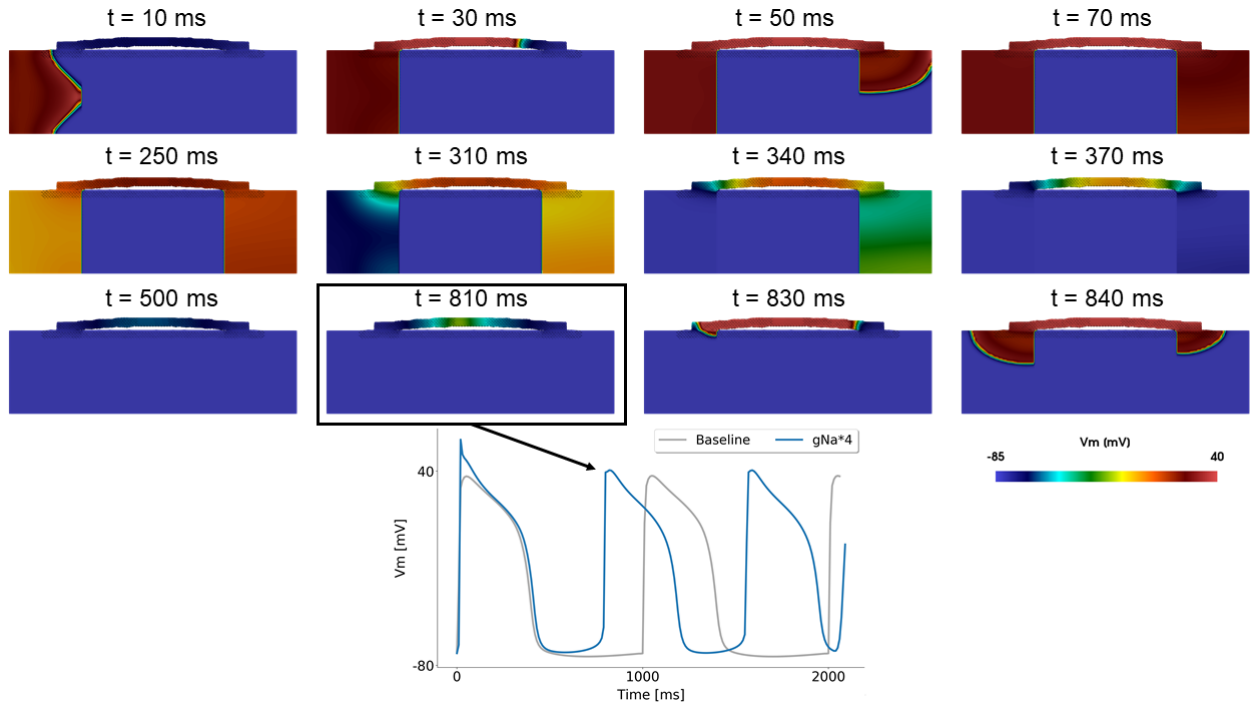 t = 10 ms
t = 30 ms
t = 50 ms
t = 70 ms
t = 250 ms
t = 310 ms
t = 340 ms
t = 370 ms
t = 500 ms
t = 810 ms
t = 830 ms
t = 840 ms
Baseline
gNa*4
Vm (mV)
-85
40
40
Vm [mV]
-80
0
1000
2000
Time [ms]